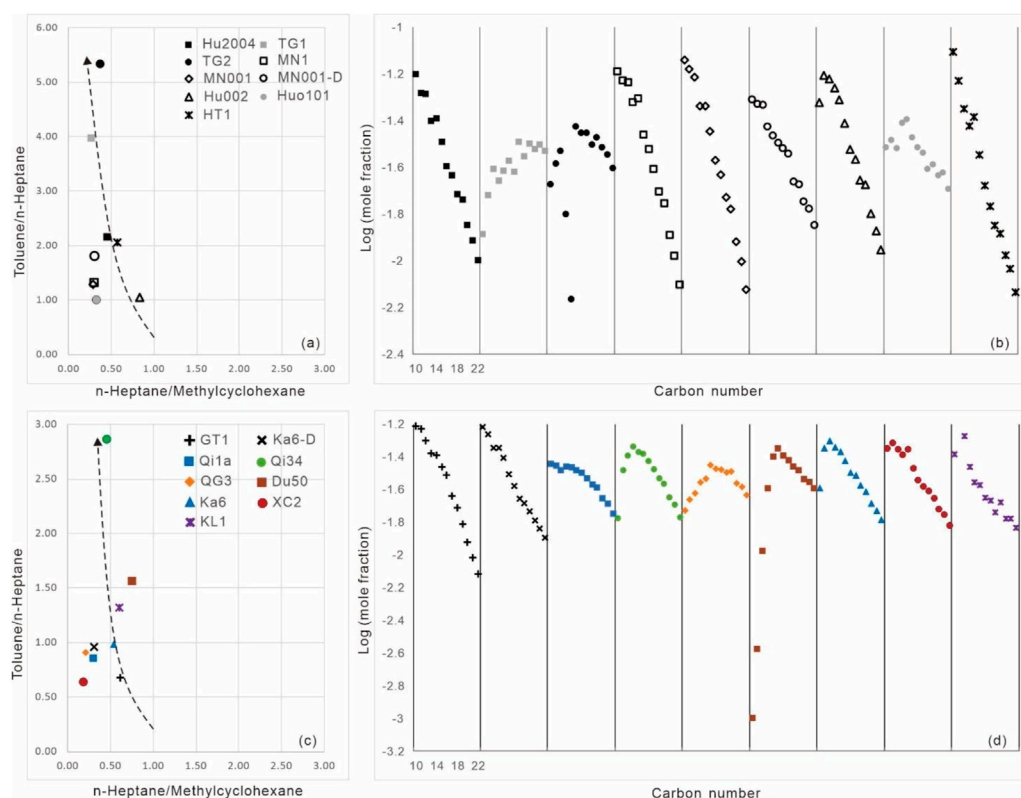 6.00
5.00
4.00
3.00
2.00
1.00
0.00
Toluene/n-Heptane
Hu2004 TG1
TG2 MN1
MN001 MN001-D
Hu002 Huo101
HT1
(a)
0.00 0.50 1.00 1.50 2.00 2.50 3.00
n-Heptane/Methylcyclohexane
-1
-1.2
-1.4
-1.6
-1.8
-2
-2.2
-2.4
Log (mole fraction)
(b)
10 14 18 22
Carbon number
3.00
2.50
2.00
1.50
1.00
0.50
0.00
Toluene/n-Heptane
GT1 Ka6-D
Qi1a Qi34
QG3 Du50
Ka6 XC2
KL1
(c)
0.00 0.50 1.00 1.50 2.00 2.50 3.00
n-Heptane/Methylcyclohexane
-1.2
-1.4
-1.6
-1.8
-2
-2.2
-2.4
-2.6
-2.8
-3
-3.2
Log (mole fraction)
(d)
10 14 18 22
Carbon number